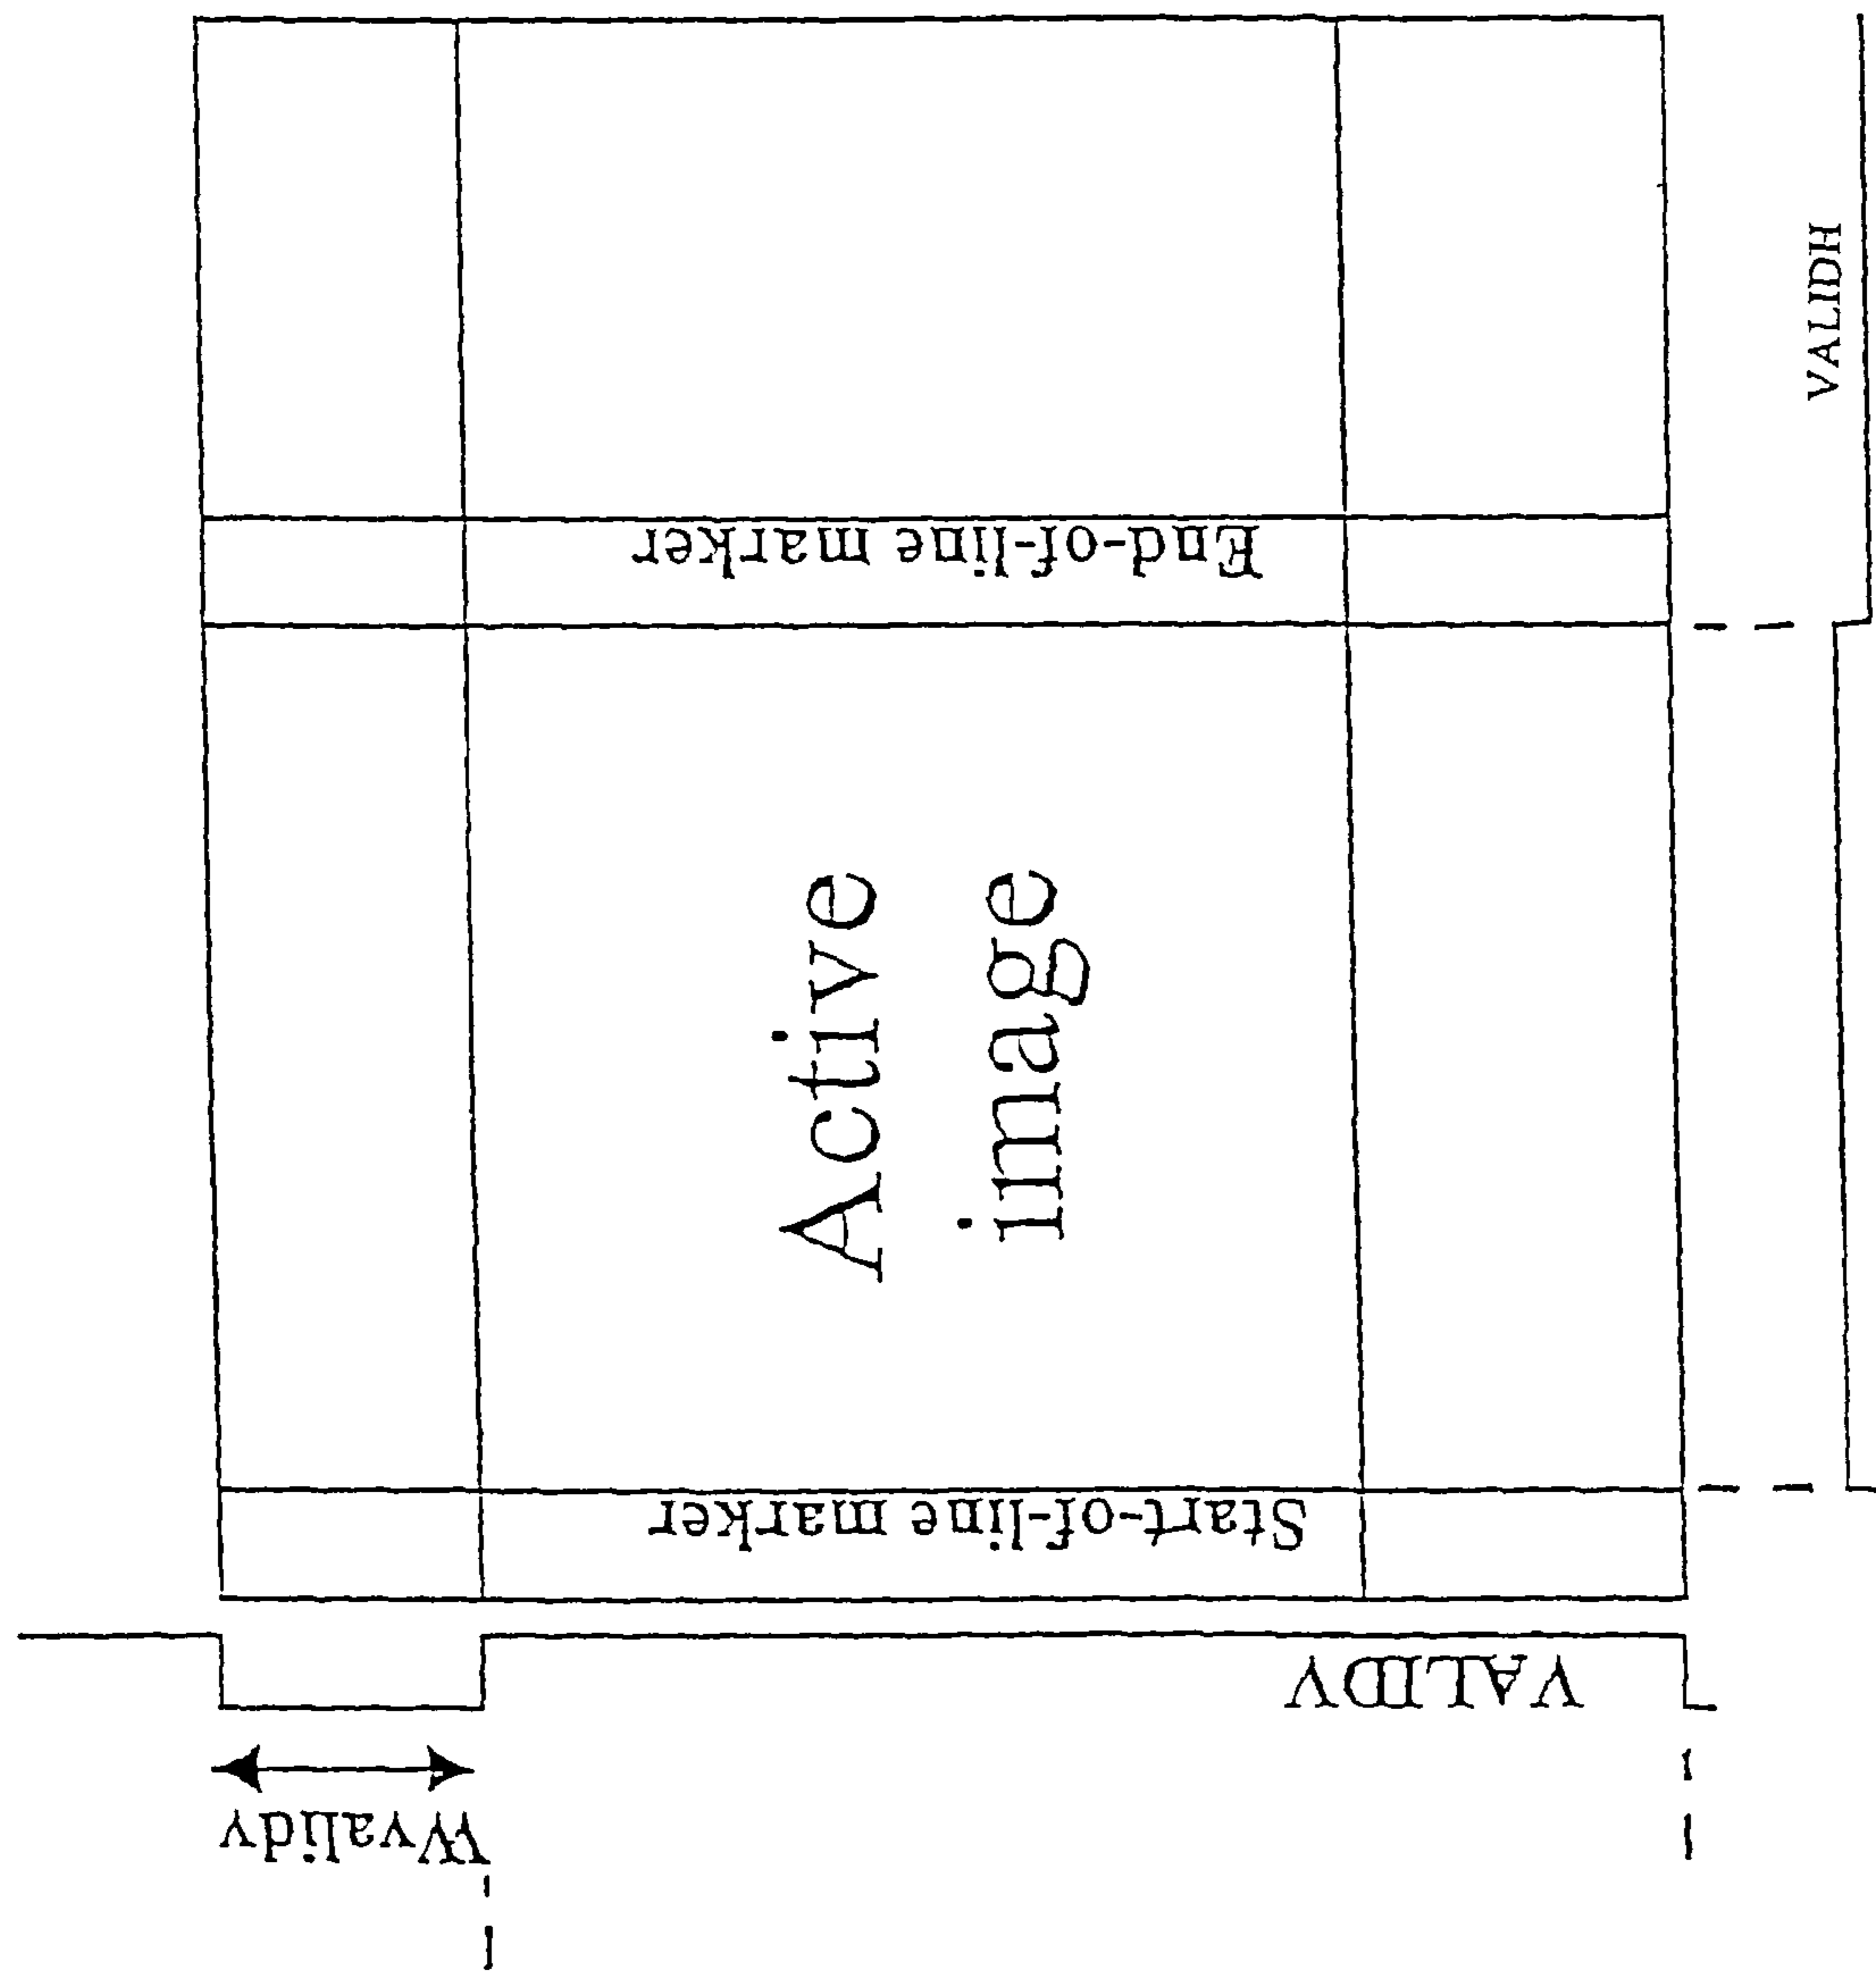 Wvalidv
VALIDV
Start-of-line marker
Active
image
End-of-line marker
VALIDH